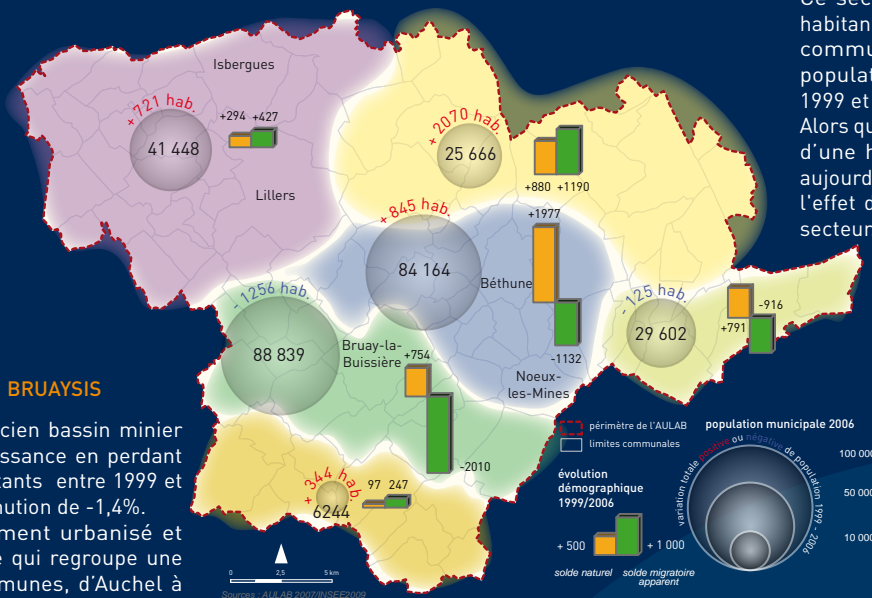 Isbergues
+721 hab.
+294 +427
41 448
Lillers
+ 2070 hab.
25 666
+880 +1190
+ 845 hab.
84 164
+1977
Béthune
-1132
Noeux-
les-Mines
- 1256 hab.
88 839
Bruay-la-
Buissière
+754
-2010
- 125 hab.
29 602
-916
+791
+ 344 hab.
6244
97 247
0 2,5 5 km
Sources : AULAB 2007/INSEE2009
périmètre de l'AULAB
limites communales
évolution
démographique
1999/2006
+ 500
+ 1 000
solde naturel solde migratoire
apparent
population municipale 2006
variation totale positive ou négative de population 1999 - 2006
100 000
50 000
10 000
BRUAYSIS
cien bassin minier
issance en perdant
tants entre 1999 et
nution de -1,4%.
ment urbanisé et
e qui regroupe une
munes, d'Auchel à
habitan
commu
populat
1999 et
Alors qu
d'une h
aujourd
l'effet d
secteur